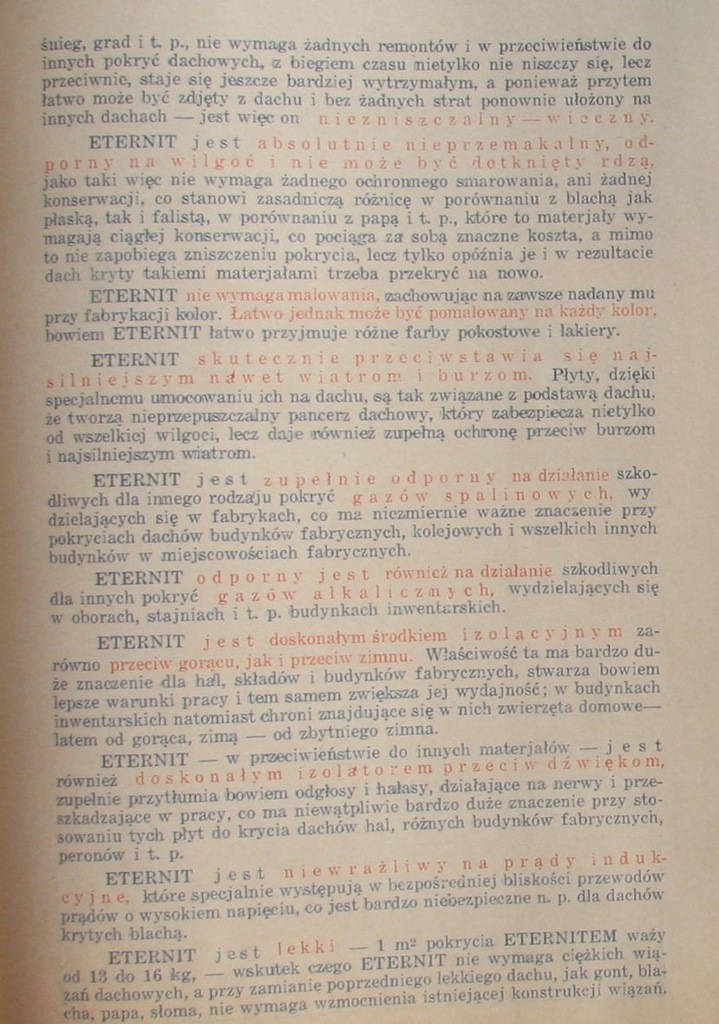 śnieg, grad i t. p., nie wymaga żadnych remontów i w przeciwieństwie do
innych pokryć dachowych, z biegiem czasu nietylko nie niszczy się, lecz
przeciwnie, staje się jeszcze bardziej wytrzymałym, a ponieważ przytem
łatwo może być zdjęty z dachu i bez żadnych strat ponownie ułożony na
innych dachach — jest więc on niezniszczalny — wieczny.
ETERNIT jest absolutnie nieprzemakalny, od-
porny na wilgoć i nie może być dotknięty rdzą,
jako taki więc nie wymaga żadnego ochronnego smarowania, ani żadnej
konserwacji, co stanowi zasadniczą różnicę w porównaniu z blachą jak
płaską, tak i falistą, w porównaniu z papą i t. p., które to materjały wy-
magają ciągłej konserwacji, co pociąga za sobą znaczne koszta, a mimo
to nie zapobiega zniszczeniu pokrycia, lecz tylko opóźnia je i w rezultacie
dach kryty takiemi materjałami trzeba przekryć na nowo.
ETERNIT nie wymaga malowania, zachowując na zawsze nadany mu
przy fabrykacji kolor. Łatwo jednak może być pomalowany na każdy kolor,
bowiem ETERNIT łatwo przyjmuje różne farby pokostowe i lakiery.
ETERNIT skutecznie przeciwstawia się naj-
silniejszym nawet wiatrom i burzom. Płyty, dzięki
specjalnemu umocowaniu ich na dachu, są tak związane z podstawą dachu,
że tworzą nieprzepuszczalny pancerz dachowy, który zabezpiecza nietylko
od wszelkiej wilgoci, lecz daje również zupełną ochronę przeciw burzom
i najsilniejszym wiatrom.
ETERNIT jest zupełnie odporny na działanie szko-
dliwych dla innego rodzaju pokryć gazów spalinowych, wy
dzielających się w fabrykach, co ma niezmiernie ważne znaczenie przy
pokryciach dachów budynków fabrycznych, kolejowych i wszelkich innych
budynków w miejscowościach fabrycznych.
ETERNIT odporny jest również na działanie szkodliwych
dla innych pokryć gazów alkalicznych, wydzielających się
w oborach, stajniach i t. p. budynkach inwentarskich.
ETERNIT jest doskonałym środkiem izolacyjnym za-
równo przeciw gorącu, jak i przeciw zimnu. Właściwość ta ma bardzo du-
że znaczenie dla hal, składów i budynków fabrycznych, stwarza bowiem
lepsze warunki pracy i tem samem zwiększa jej wydajność; w budynkach
inwentarskich natomiast chroni znajdujące się w nich zwierzęta domowe—
latem od gorąca, zimą — od zbytniego zimna.
ETERNIT — w przeciwieństwie do innych materjałów — jest
również doskonałym izolatorem przeciw dźwiękom,
zupełnie przytłumia bowiem odgłosy i hałasy, działające na nerwy i prze-
szkadzające w pracy, co ma niewątpliwie bardzo duże znaczenie przy sto-
sowaniu tych płyt do krycia dachów hal, różnych budynków fabrycznych,
peronów i t. p.
ETERNIT jest niewrażliwy na prądy induk-
cyjne, które specjalnie występują w bezpośredniej bliskości przewodów
prądów o wysokiem napięciu, co jest bardzo niebezpieczne n. p. dla dachów
krytych blachą.
ETERNIT jest lekki — 1 m² pokrycia ETERNITEM waży
od 13 do 16 kg, — wskutek czego ETERNIT nie wymaga ciężkich wią-
zań dachowych, a przy zamianie poprzedniego lekkiego dachu, jak gont, bla-
cha, papa, słoma, nie wymaga wzmocnienia istniejącej konstrukcji wiązań.